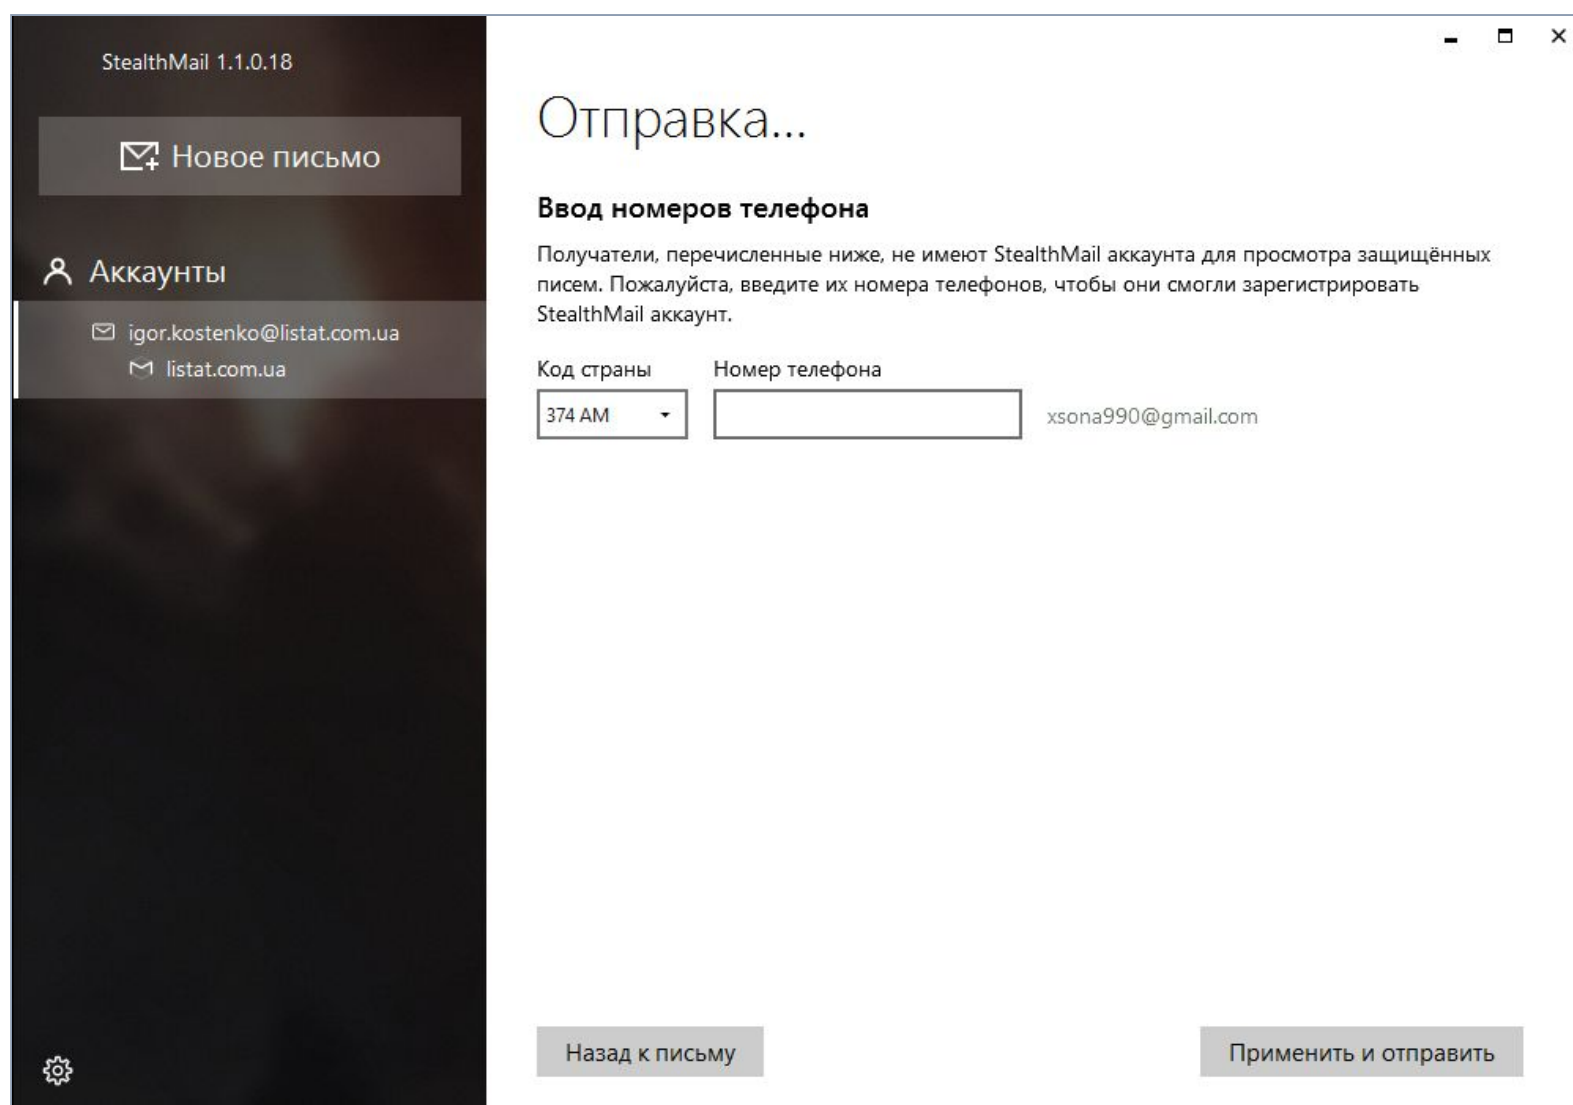 StealthMail 1.1.0.18
Новое письмо
Аккаунты
igor.kostenko@listat.com.ua
listat.com.ua
Отправка...
Ввод номеров телефона
Получатели, перечисленные ниже, не имеют StealthMail аккаунта для просмотра защищённых
писем. Пожалуйста, введите их номера телефонов, чтобы они смогли зарегистрировать
StealthMail аккаунт.
Код страны Номер телефона
374 AM xsona990@gmail.com
Назад к письму Применить и отправить